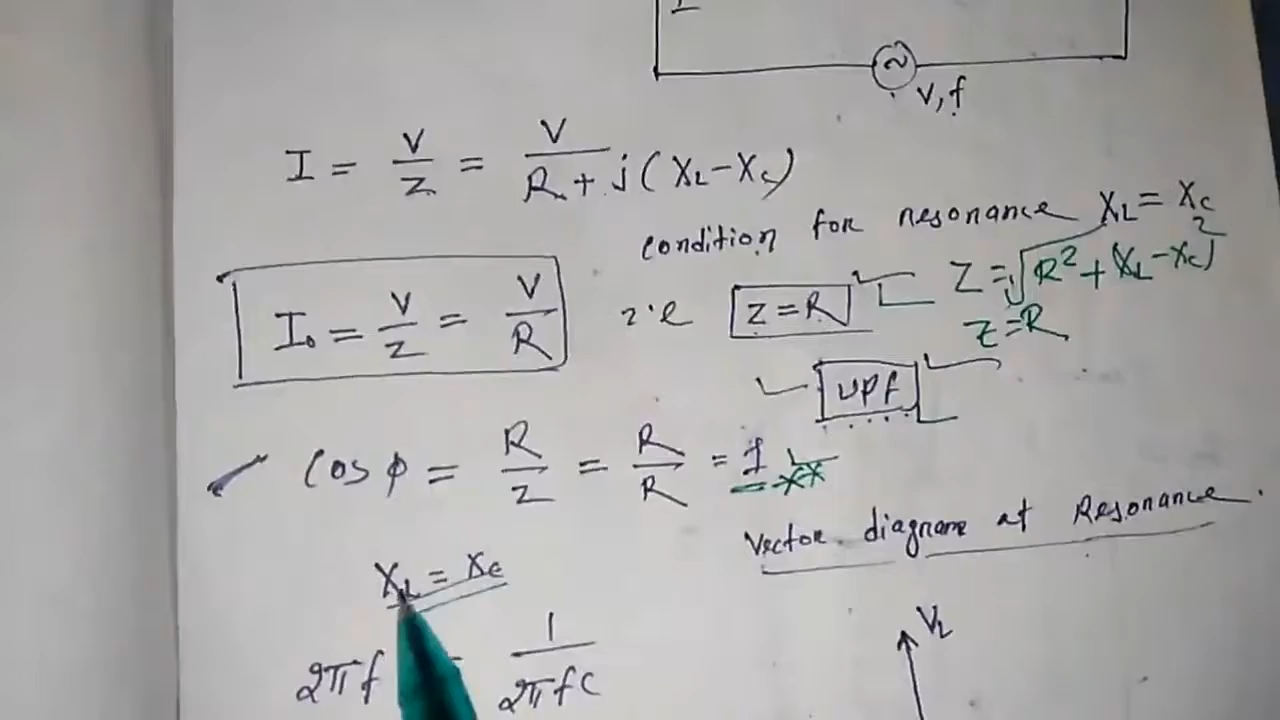 V, f
I = V/Z = V/(R + j(XL - Xc))
condition for resonance XL = Xc
Z = √(R² + (XL - Xc)²)
I₀ = V/Z = V/R
i.e Z = R
Z = R
UPf
Cos φ = R/Z = R/R = 1
Vector diagram at Resonance.
XL = Xc
VL
2πf 1/(2πfC)